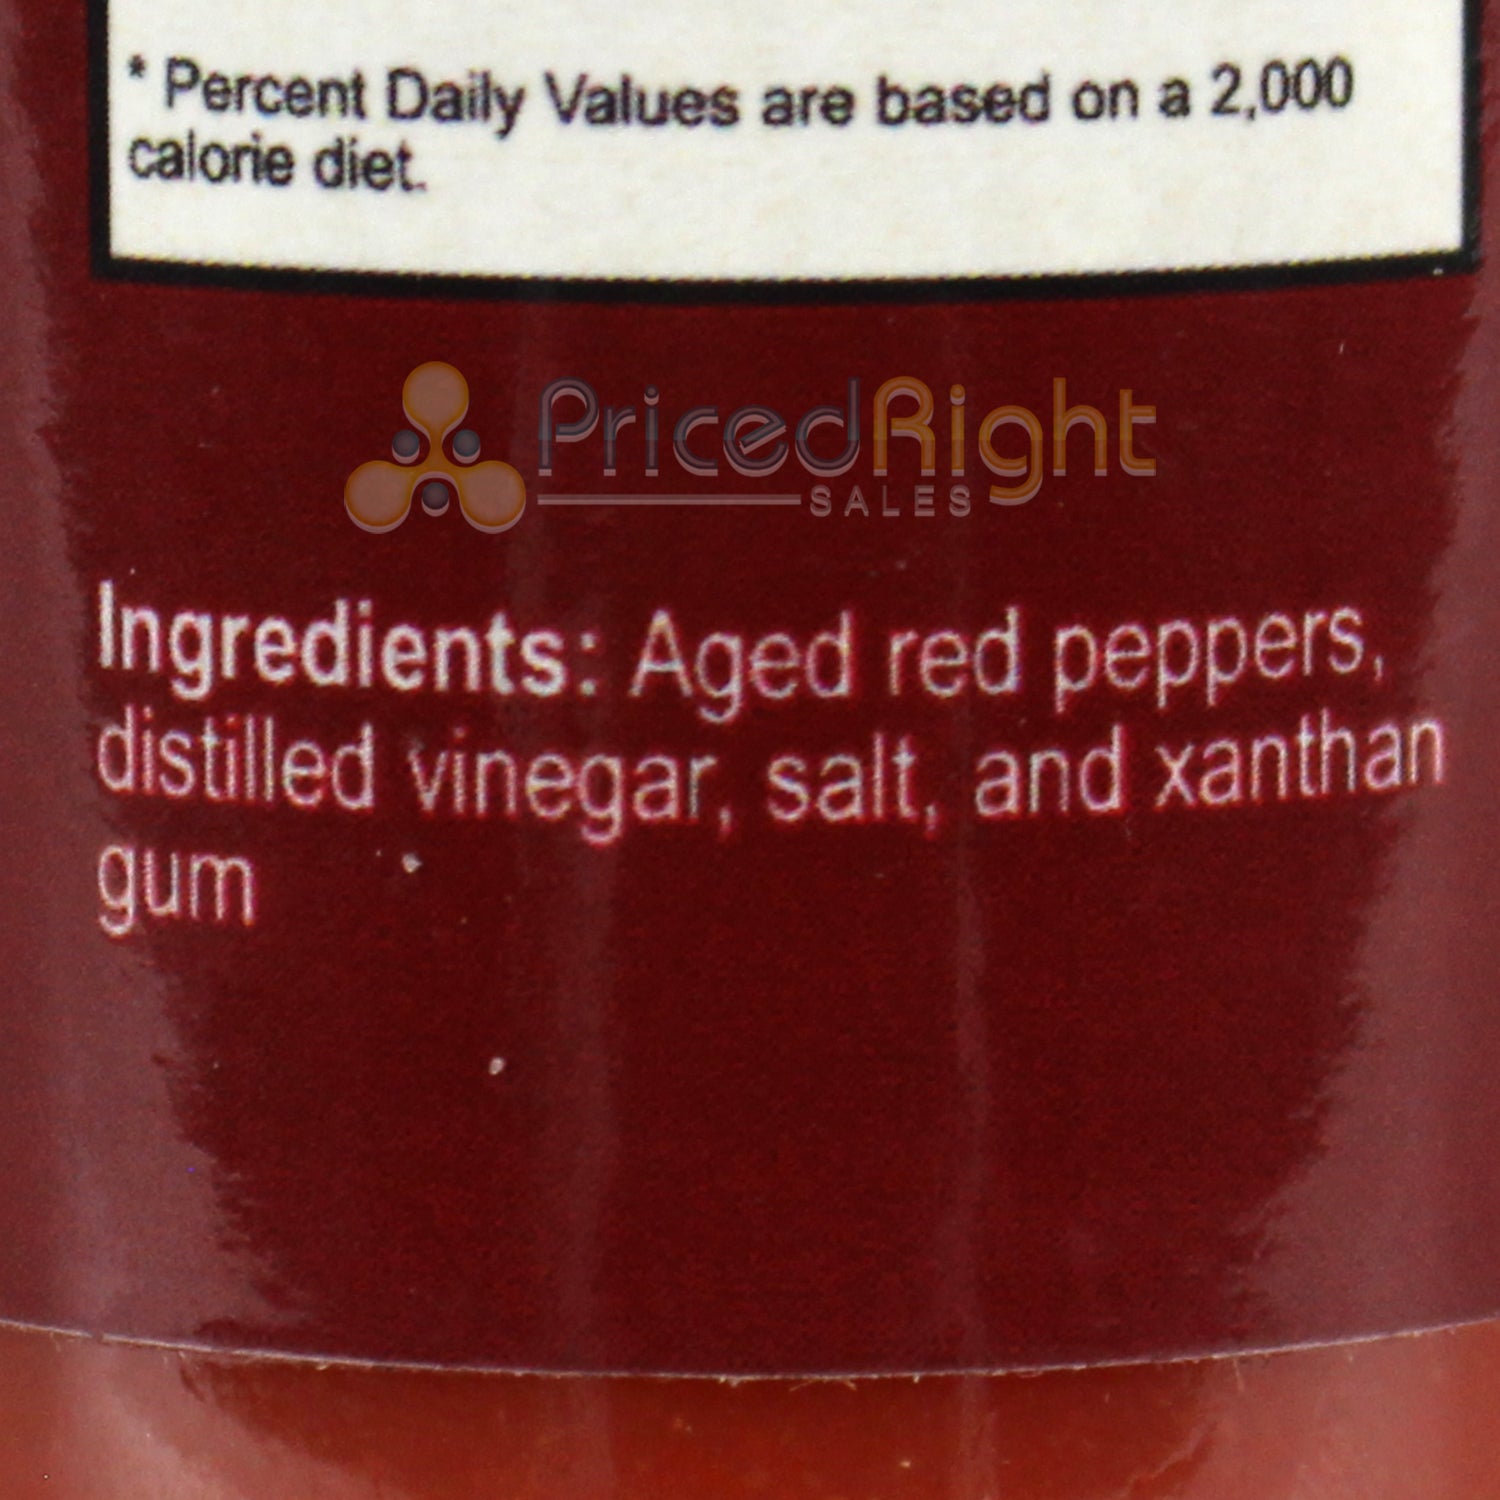 * Percent Daily Values are based on a 2,000
calorie diet.
PricedRight
SALES
Ingredients: Aged red peppers,
distilled vinegar, salt, and xanthan
gum